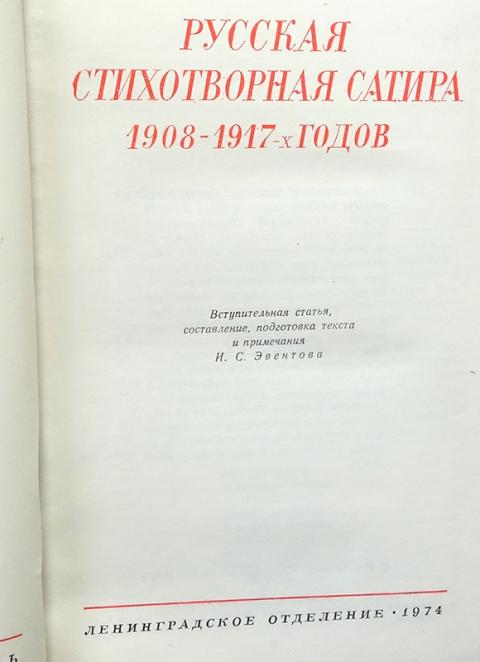 РУССКАЯ
СТИХОТВОРНАЯ САТИРА
1908-1917-х ГОДОВ
Вступительная статья,
составление, подготовка текста
и примечания
И. С. Эвентова
ЛЕНИНГРАДСКОЕ ОТДЕЛЕНИЕ · 1974
Ь